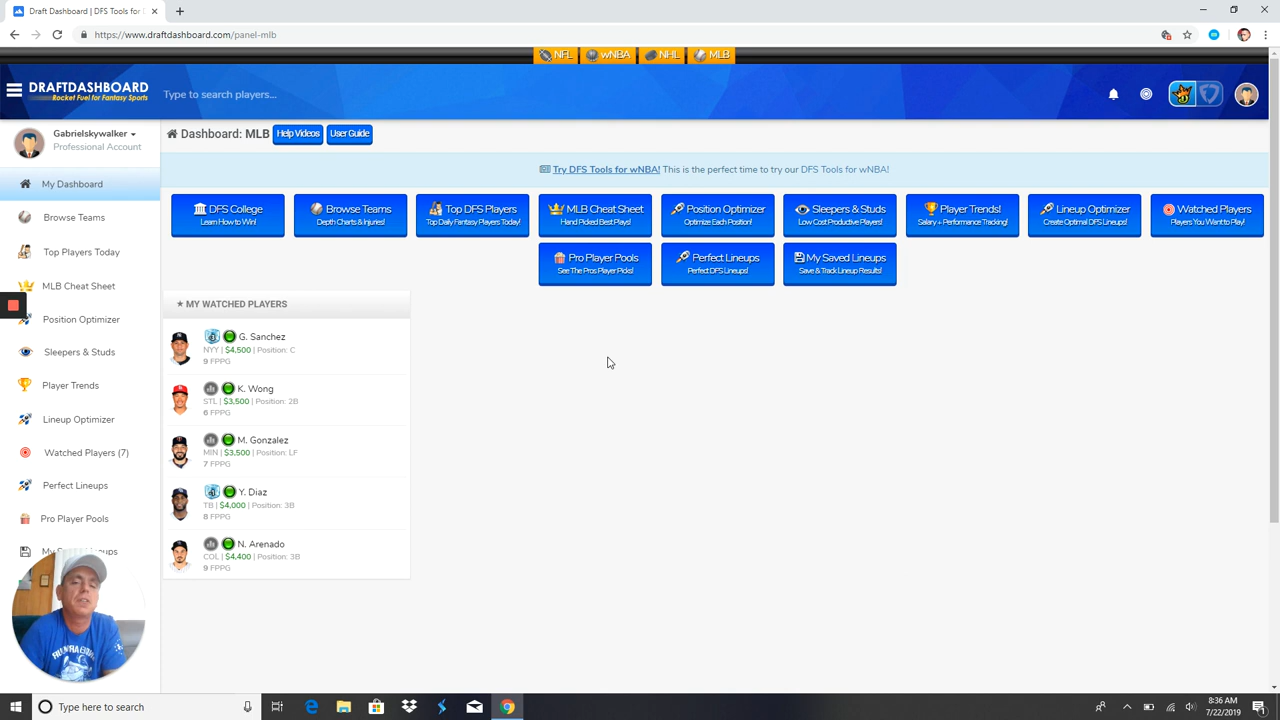 Draft Dashboard | DFS Tools for D
https://www.draftdashboard.com/panel-mlb
NFL wNBA NHL MLB
DRAFTDASHBOARD
Rocket Fuel for Fantasy Sports
Type to search players...
Gabrielskywalker
Professional Account
Dashboard: MLB Help Videos User Guide
Try DFS Tools for wNBA! This is the perfect time to try our DFS Tools for wNBA!
My Dashboard
Browse Teams
Top Players Today
MLB Cheat Sheet
Position Optimizer
Sleepers & Studs
Player Trends
Lineup Optimizer
Watched Players (7)
Perfect Lineups
Pro Player Pools
DFS College
Learn How to Win!
Browse Teams
Depth Charts & Injuries!
Top DFS Players
Top Daily Fantasy Players Today!
MLB Cheat Sheet
Hand Picked Best Plays!
Position Optimizer
Optimize Each Position!
Sleepers & Studs
Low Cost Productive Players!
Player Trends!
Salary + Performance Tracking!
Lineup Optimizer
Create Optimal DFS Lineups!
Watched Players
Players You Want to Play!
Pro Player Pools
See The Pros Player Picks!
Perfect Lineups
Perfect DFS Lineups!
My Saved Lineups
Save & Track Lineup Results!
★ MY WATCHED PLAYERS
G. Sanchez
NYY | $4,500 | Position: C
9 FPPG
K. Wong
STL | $3,500 | Position: 2B
6 FPPG
M. Gonzalez
MIN | $3,500 | Position: LF
7 FPPG
Y. Diaz
TB | $4,000 | Position: 3B
8 FPPG
N. Arenado
COL | $4,400 | Position: 3B
9 FPPG
Type here to search
8:36 AM
7/22/2019